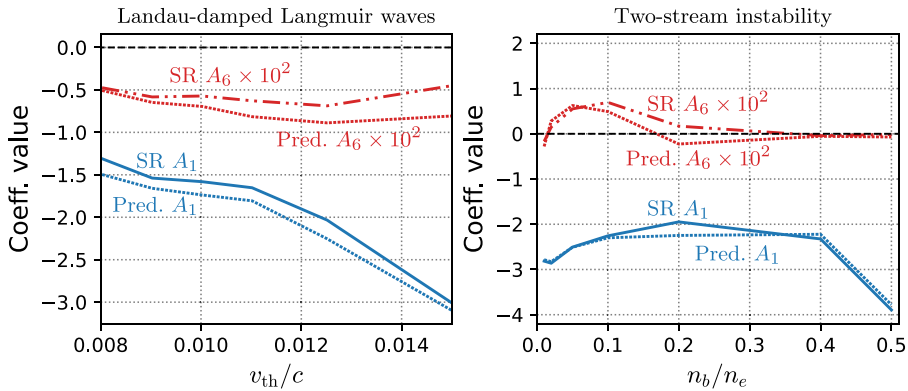 Landau-damped Langmuir waves
Coeff. value
0.0
−0.5
−1.0
−1.5
−2.0
−2.5
−3.0
SR A₆ × 10²
Pred. A₆ × 10²
SR A₁
Pred. A₁
0.008
0.010
0.012
0.014
v_th/c
Two-stream instability
Coeff. value
2
1
0
−1
−2
−3
−4
SR A₆ × 10²
Pred. A₆ × 10²
SR A₁
Pred. A₁
0.0
0.1
0.2
0.3
0.4
0.5
n_b/n_e